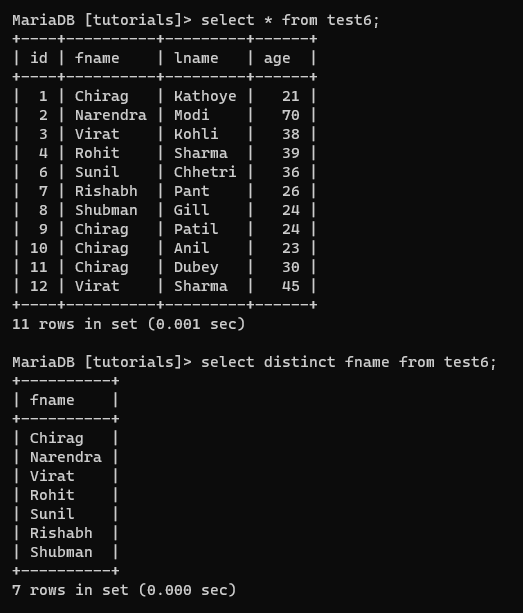 MariaDB [tutorials]> select * from test6;
+----+----------+---------+------+
| id | fname    | lname   | age  |
+----+----------+---------+------+
|  1 | Chirag   | Kathoye |   21 |
|  2 | Narendra | Modi    |   70 |
|  3 | Virat    | Kohli   |   38 |
|  4 | Rohit    | Sharma  |   39 |
|  6 | Sunil    | Chhetri |   36 |
|  7 | Rishabh  | Pant    |   26 |
|  8 | Shubman  | Gill    |   24 |
|  9 | Chirag   | Patil   |   24 |
| 10 | Chirag   | Anil    |   23 |
| 11 | Chirag   | Dubey   |   30 |
| 12 | Virat    | Sharma  |   45 |
+----+----------+---------+------+
11 rows in set (0.001 sec)

MariaDB [tutorials]> select distinct fname from test6;
+----------+
| fname    |
+----------+
| Chirag   |
| Narendra |
| Virat    |
| Rohit    |
| Sunil    |
| Rishabh  |
| Shubman  |
+----------+
7 rows in set (0.000 sec)